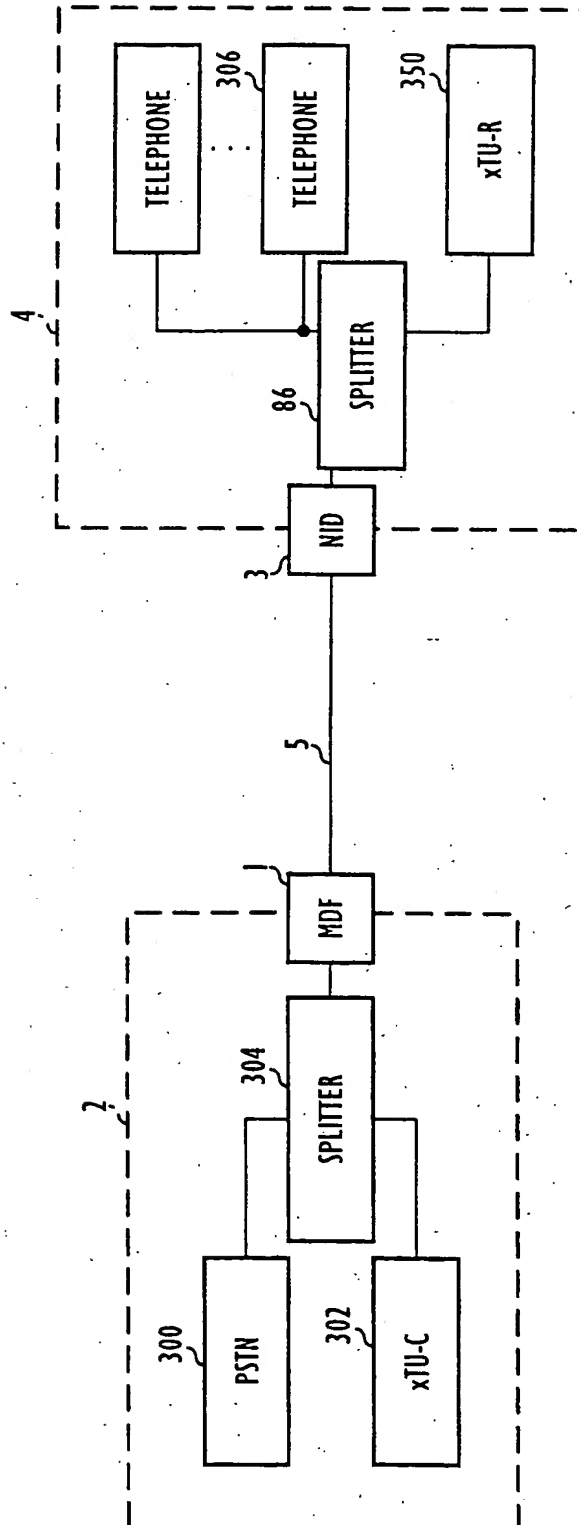 2
300
PSTN
302
xTU-C
304
SPLITTER
1
MDF
5
3
NID
4
86
SPLITTER
TELEPHONE
306
TELEPHONE
350
xTU-R